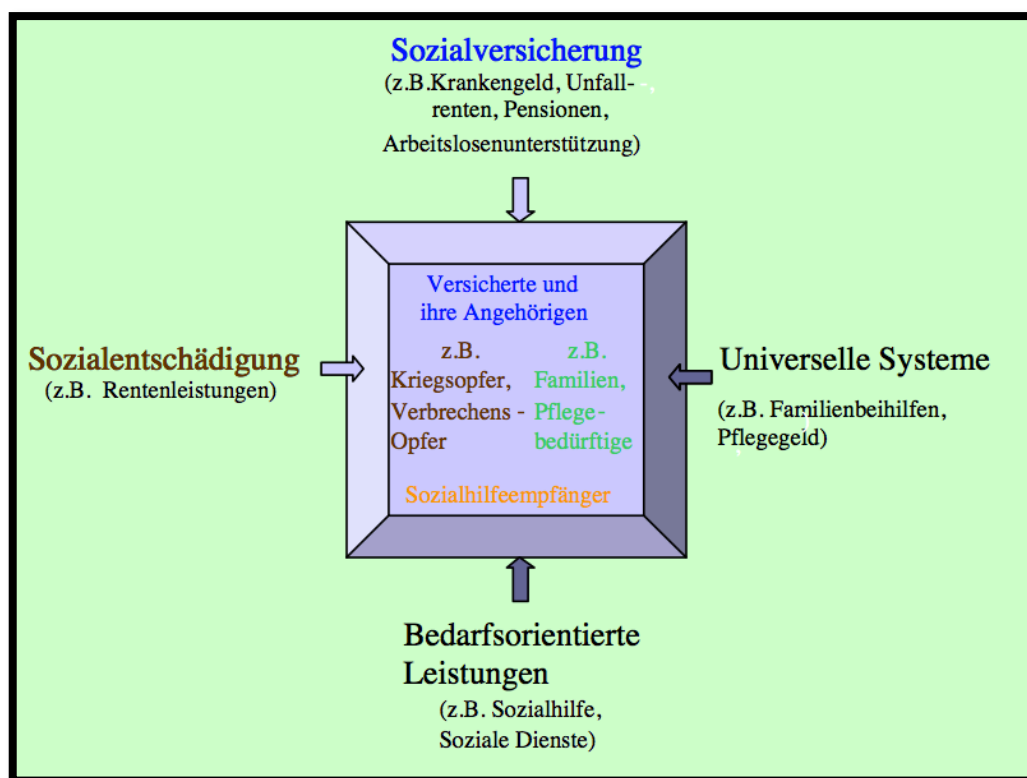 Sozialversicherung
(z.B.Krankengeld, Unfall-
renten, Pensionen,
Arbeitslosenunterstützung)
Versicherte und
ihre Angehörigen
z.B.
Kriegsopfer,
Verbrechens -
Opfer
z.B.
Familien,
Pflege-
bedürftige
Sozialhilfeempfänger
Sozialentschädigung
(z.B. Rentenleistungen)
Universelle Systeme
(z.B. Familienbeihilfen,
Pflegegeld)
Bedarfsorientierte
Leistungen
(z.B. Sozialhilfe,
Soziale Dienste)